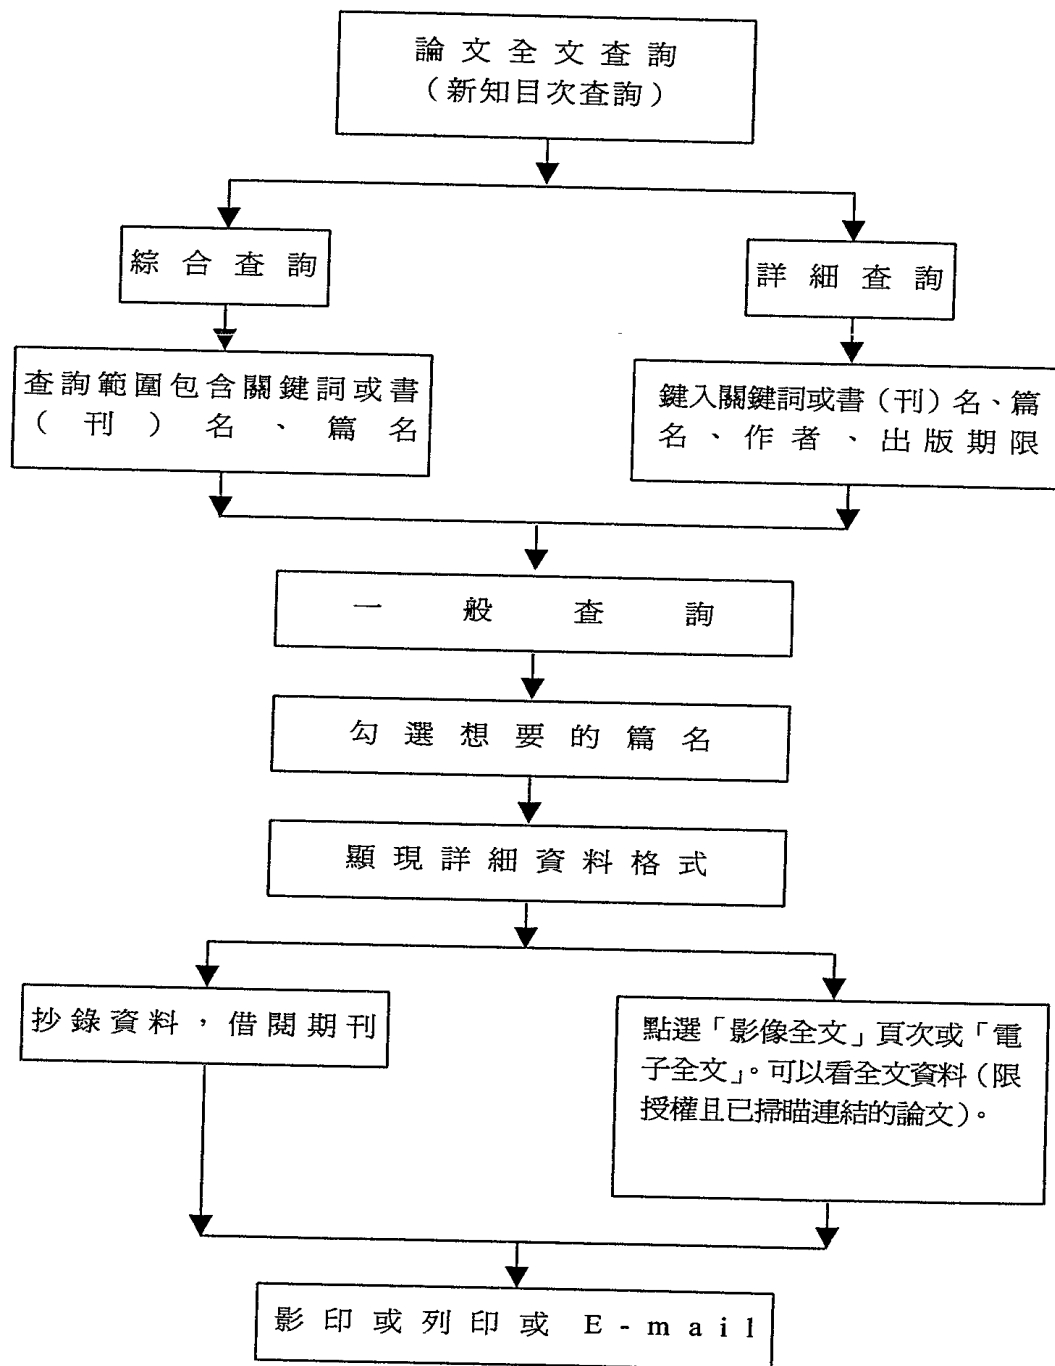 論文全文查詢
（新知目次查詢）
綜合查詢
詳細查詢
查詢範圍包含關鍵詞或書
（刊）名、篇名
鍵入關鍵詞或書（刊）名、篇
名、作者、出版期限
一般查詢
勾選想要的篇名
顯現詳細資料格式
抄錄資料，借閱期刊
點選「影像全文」頁次或「電
子全文」。可以看全文資料（限
授權且已掃瞄連結的論文）。
影印或列印或 E-mail